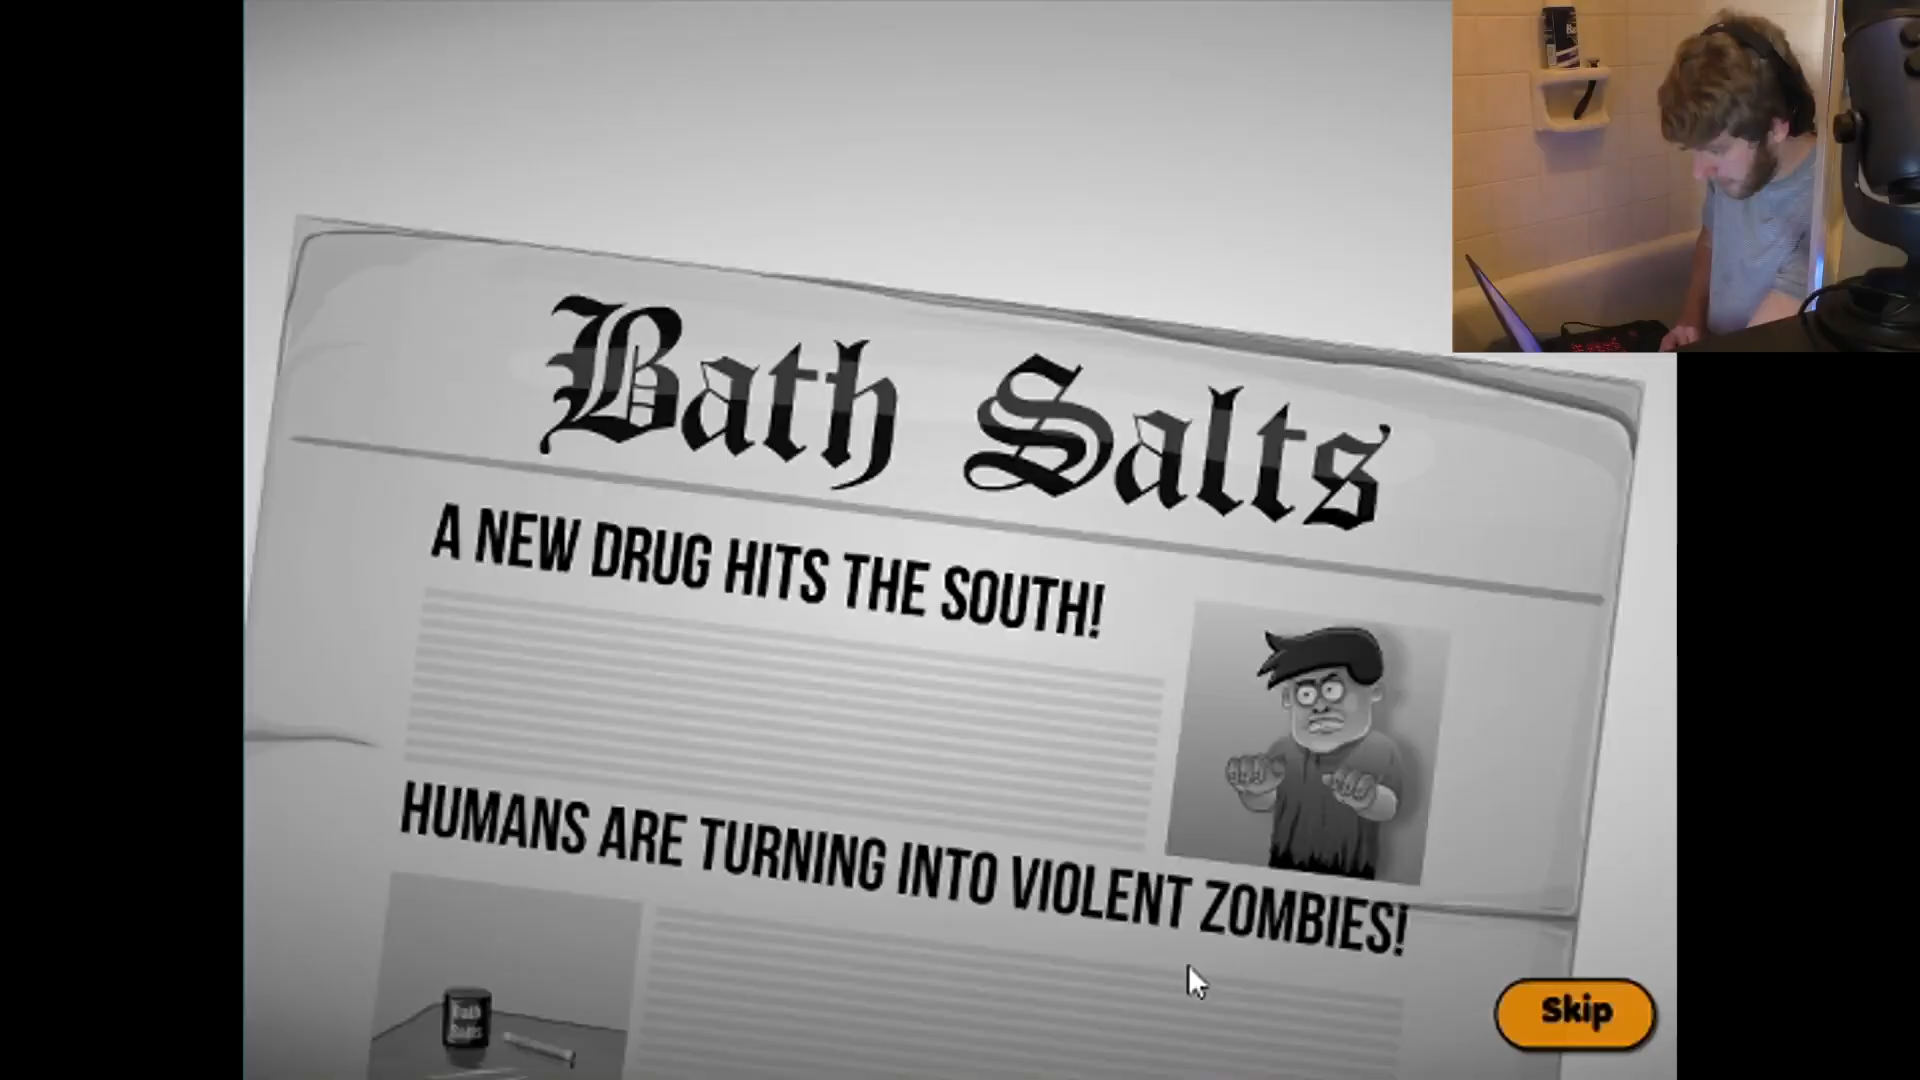 Bath Salts
A NEW DRUG HITS THE SOUTH!
HUMANS ARE TURNING INTO VIOLENT ZOMBIES!
Bath
Salts
Skip